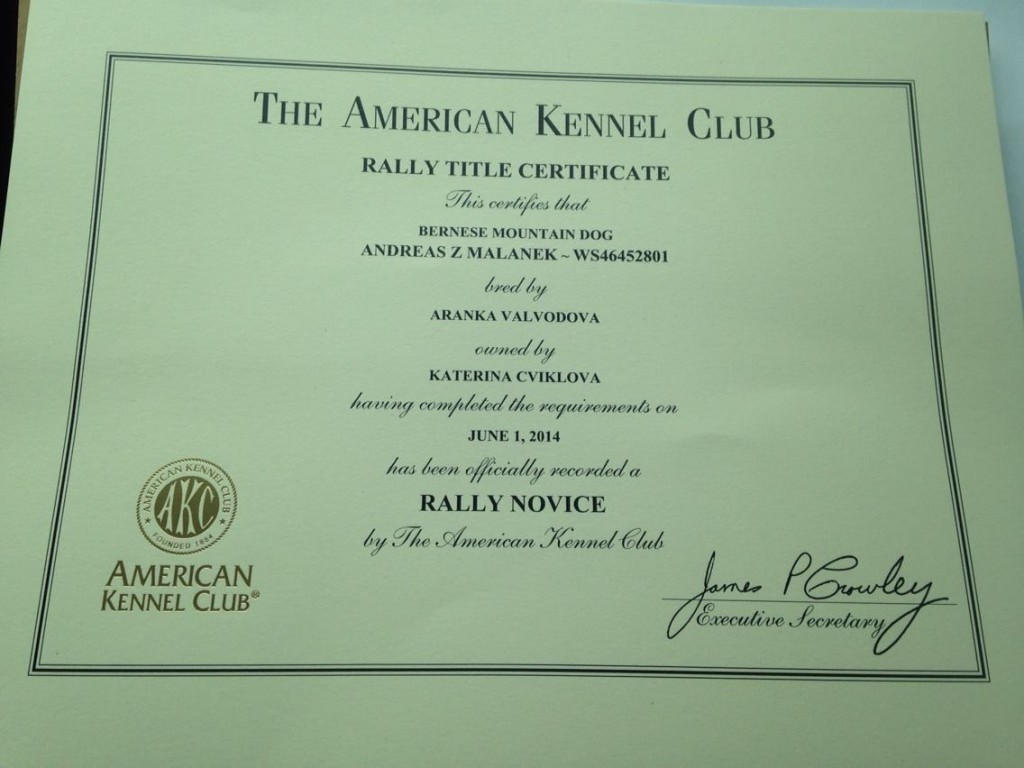 THE AMERICAN KENNEL CLUB
RALLY TITLE CERTIFICATE
This certifies that
BERNESE MOUNTAIN DOG
ANDREAS Z MALANEK ~ WS46452801
bred by
ARANKA VALVODOVA
owned by
KATERINA CVIKLOVA
having completed the requirements on
JUNE 1, 2014
has been officially recorded a
RALLY NOVICE
by The American Kennel Club
AMERICAN KENNEL CLUB
AKC
FOUNDED 1884
AMERICAN
KENNEL CLUB®
James P Crowley
Executive Secretary